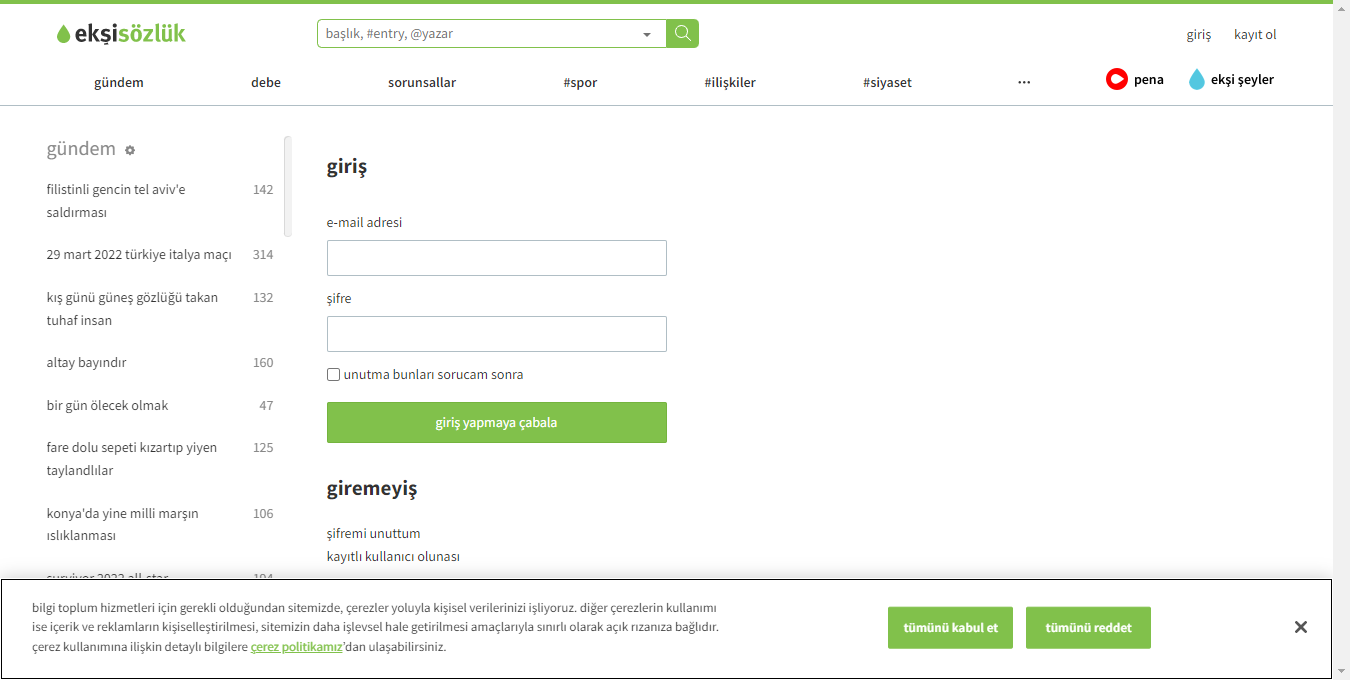 ekşisözlük
başlık, #entry, @yazar
giriş kayıt ol
gündem debe sorunsallar #spor #ilişkiler #siyaset ... pena ekşi şeyler
gündem
filistinli gencin tel aviv'e 142
saldırması
29 mart 2022 türkiye italya maçı 314
kış günü güneş gözlüğü takan 132
tuhaf insan
altay bayındır 160
bir gün ölecek olmak 47
fare dolu sepeti kızartıp yiyen 125
taylandlılar
konya'da yine milli marşın 106
ıslıklanması
survivor 2022 all-star 194
giriş
e-mail adresi
şifre
unutma bunları sorucam sonra
giriş yapmaya çabala
giremeyiş
şifremi unuttum
kayıtlı kullanıcı olunası
bilgi toplum hizmetleri için gerekli olduğundan sitemizde, çerezler yoluyla kişisel verilerinizi işliyoruz. diğer çerezlerin kullanımı
ise içerik ve reklamların kişiselleştirilmesi, sitemizin daha işlevsel hale getirilmesi amaçlarıyla sınırlı olarak açık rızanıza bağlıdır.
çerez kullanımına ilişkin detaylı bilgilere çerez politikamız'dan ulaşabilirsiniz.
tümünü kabul et
tümünü reddet